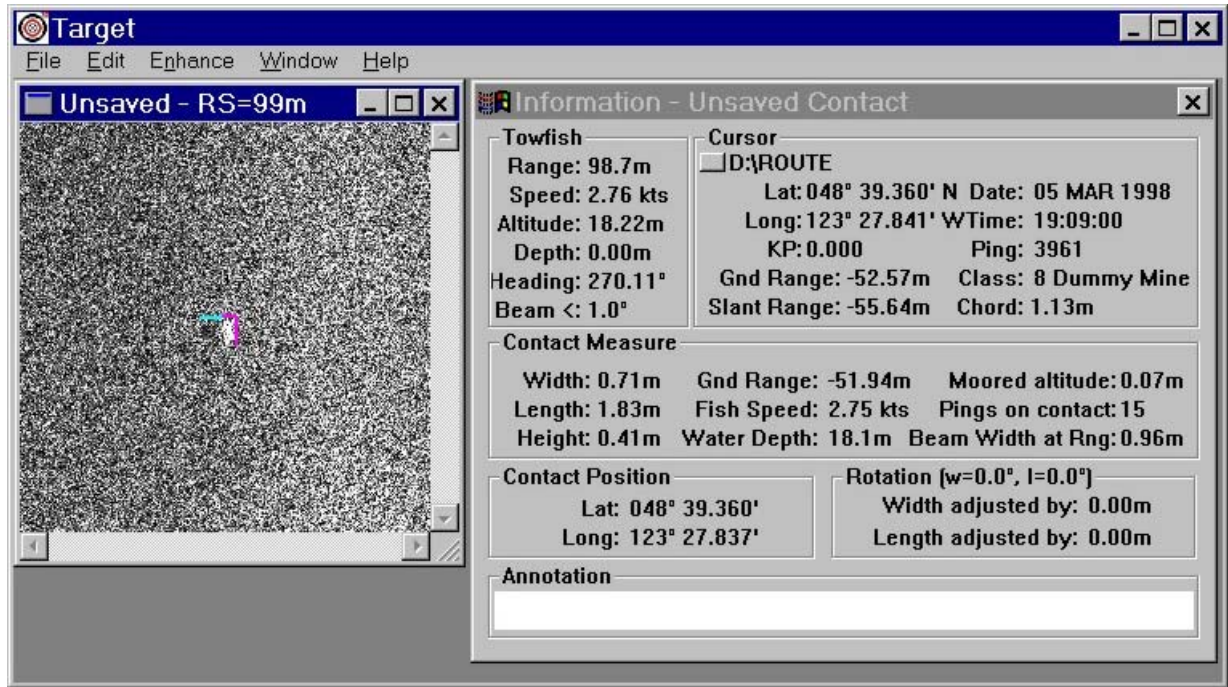 Target
File Edit Enhance Window Help
Unsaved - RS=99m
Information - Unsaved Contact
Towfish
Range: 98.7m
Speed: 2.76 kts
Altitude: 18.22m
Depth: 0.00m
Heading: 270.11°
Beam <: 1.0°
Cursor
D:\ROUTE
Lat: 048° 39.360' N Date: 05 MAR 1998
Long: 123° 27.841' W Time: 19:09:00
KP: 0.000 Ping: 3961
Gnd Range: -52.57m Class: 8 Dummy Mine
Slant Range: -55.64m Chord: 1.13m
Contact Measure
Width: 0.71m Gnd Range: -51.94m Moored altitude: 0.07m
Length: 1.83m Fish Speed: 2.75 kts Pings on contact: 15
Height: 0.41m Water Depth: 18.1m Beam Width at Rng: 0.96m
Contact Position
Lat: 048° 39.360'
Long: 123° 27.837'
Rotation (w=0.0°, l=0.0°)
Width adjusted by: 0.00m
Length adjusted by: 0.00m
Annotation